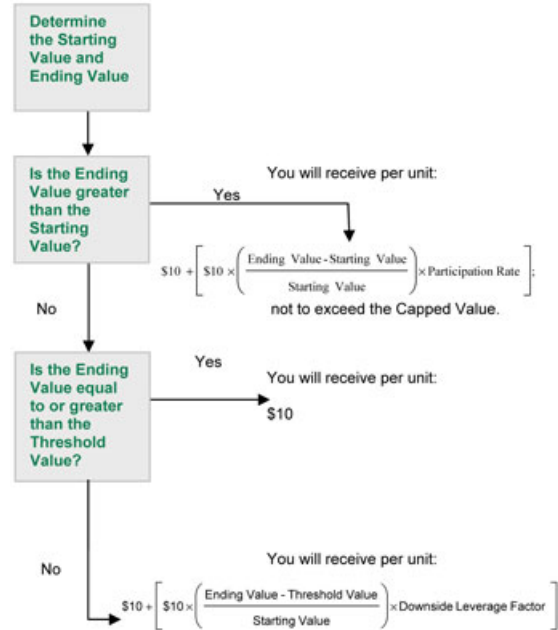 Determine
the Starting
Value and
Ending Value
Is the Ending
Value greater
than the
Starting
Value?
Yes
You will receive per unit:
$10 + [ $10 × ( Ending Value - Starting Value / Starting Value ) × Participation Rate ];
not to exceed the Capped Value.
No
Is the Ending
Value equal
to or greater
than the
Threshold
Value?
Yes
You will receive per unit:
$10
No
You will receive per unit:
$10 + [ $10 × ( Ending Value - Threshold Value / Starting Value ) × Downside Leverage Factor ]